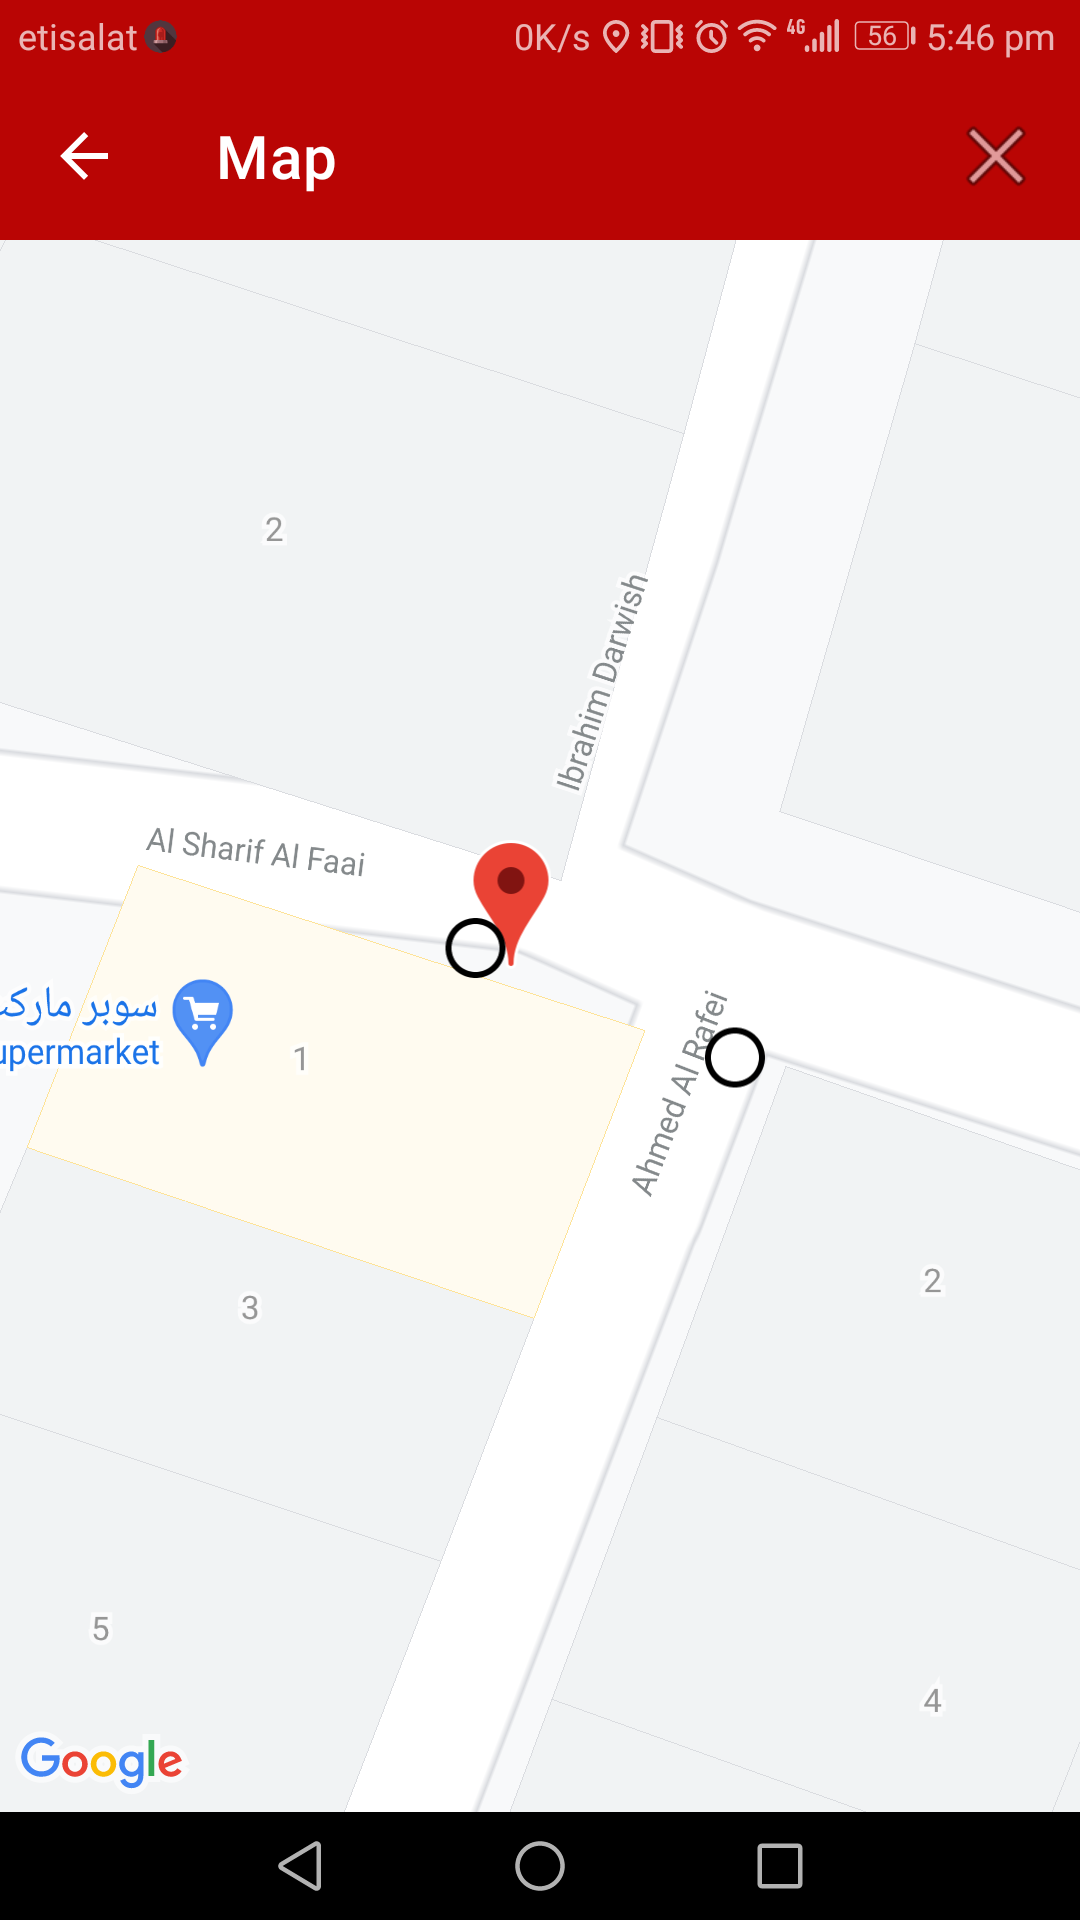 etisalat 0K/s 4G 56 5:46 pm
Map
2
Ibrahim Darwish
Al Sharif Al Faai
سوبر مارك
upermarket
1
Ahmed Al Rafei
2
3
5
4
Google